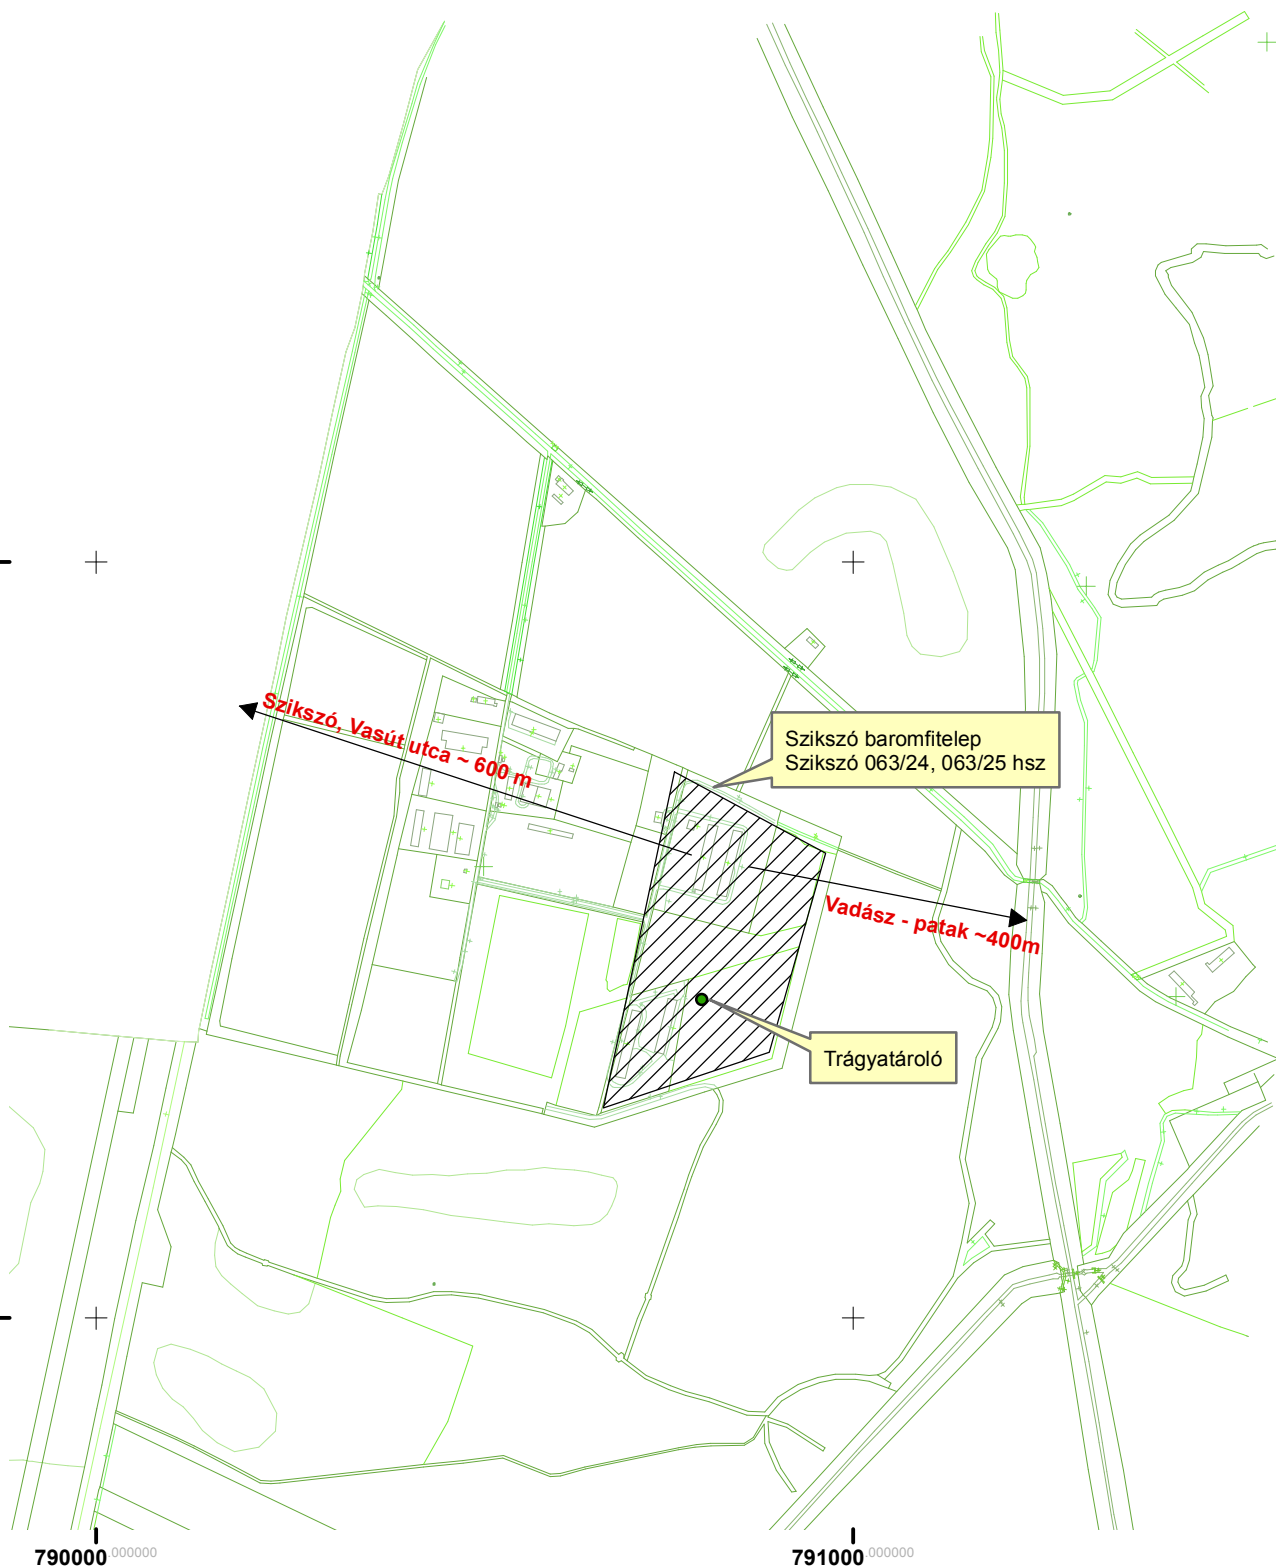 Szikszó, Vasút utca ~ 600 m
Szikszó baromfitelep
Szikszó 063/24, 063/25 hsz
Vadász - patak ~400m
Trágyatároló
790000.000000
791000.000000